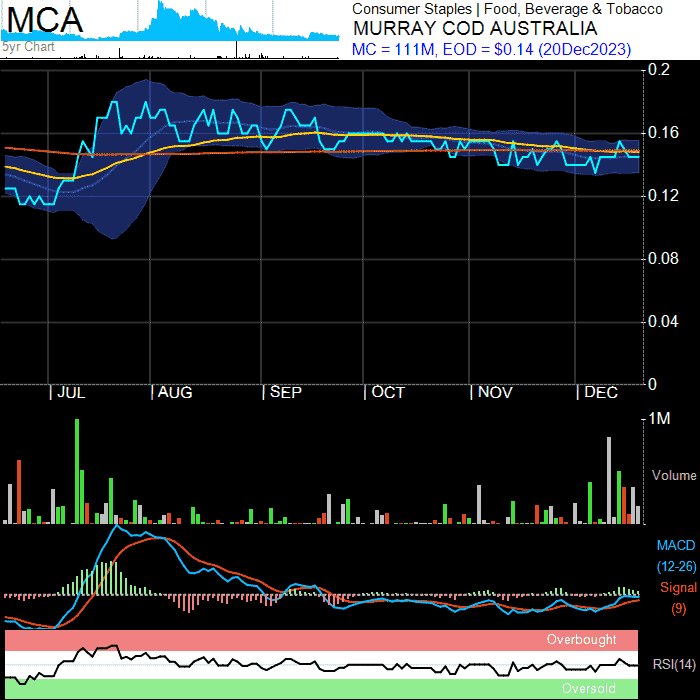 MCA
5yr Chart
Consumer Staples | Food, Beverage & Tobacco
MURRAY COD AUSTRALIA
MC = 111M, EOD = $0.14 (20Dec2023)
0.2
0.16
0.12
0.08
0.04
0
| JUL | AUG | SEP | OCT | NOV | DEC
1M
Volume
MACD
(12-26)
Signal
(9)
Overbought
RSI(14)
Oversold